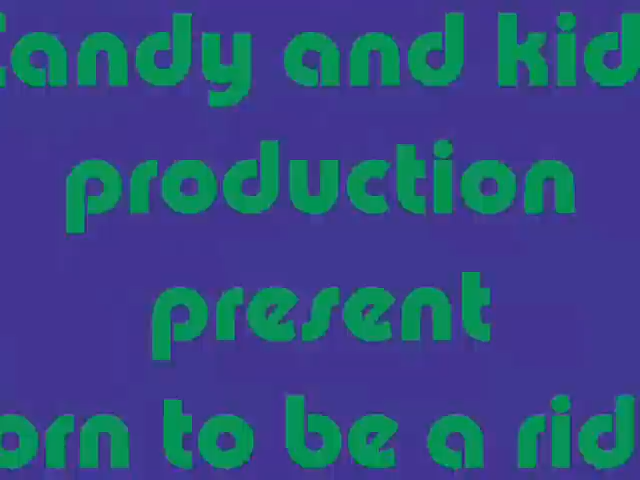 Candy and kid
production
present
orn to be a rid